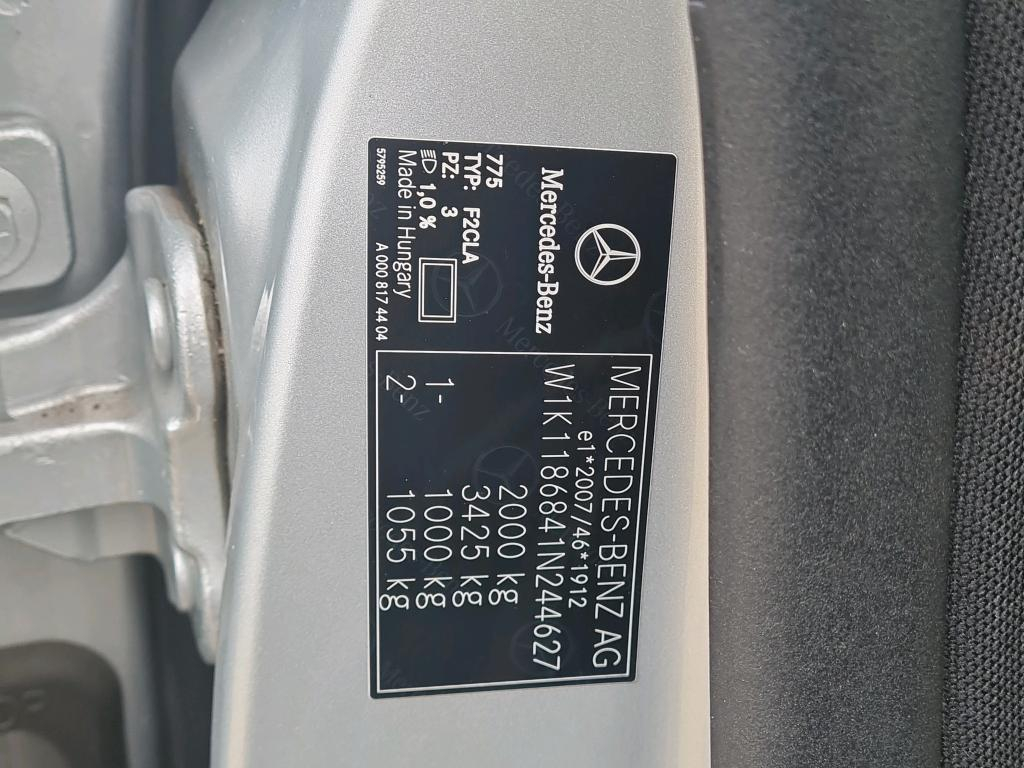 Mercedes-Benz
MERCEDES-BENZ AG
e1*2007/46*1912
W1K1186841N244627
2000 kg
3425 kg
1- 1000 kg
2- 1055 kg
775
TYP: F2CLA
PZ: 3
1,0 %
Made in Hungary
5795259 A 000 817 44 04